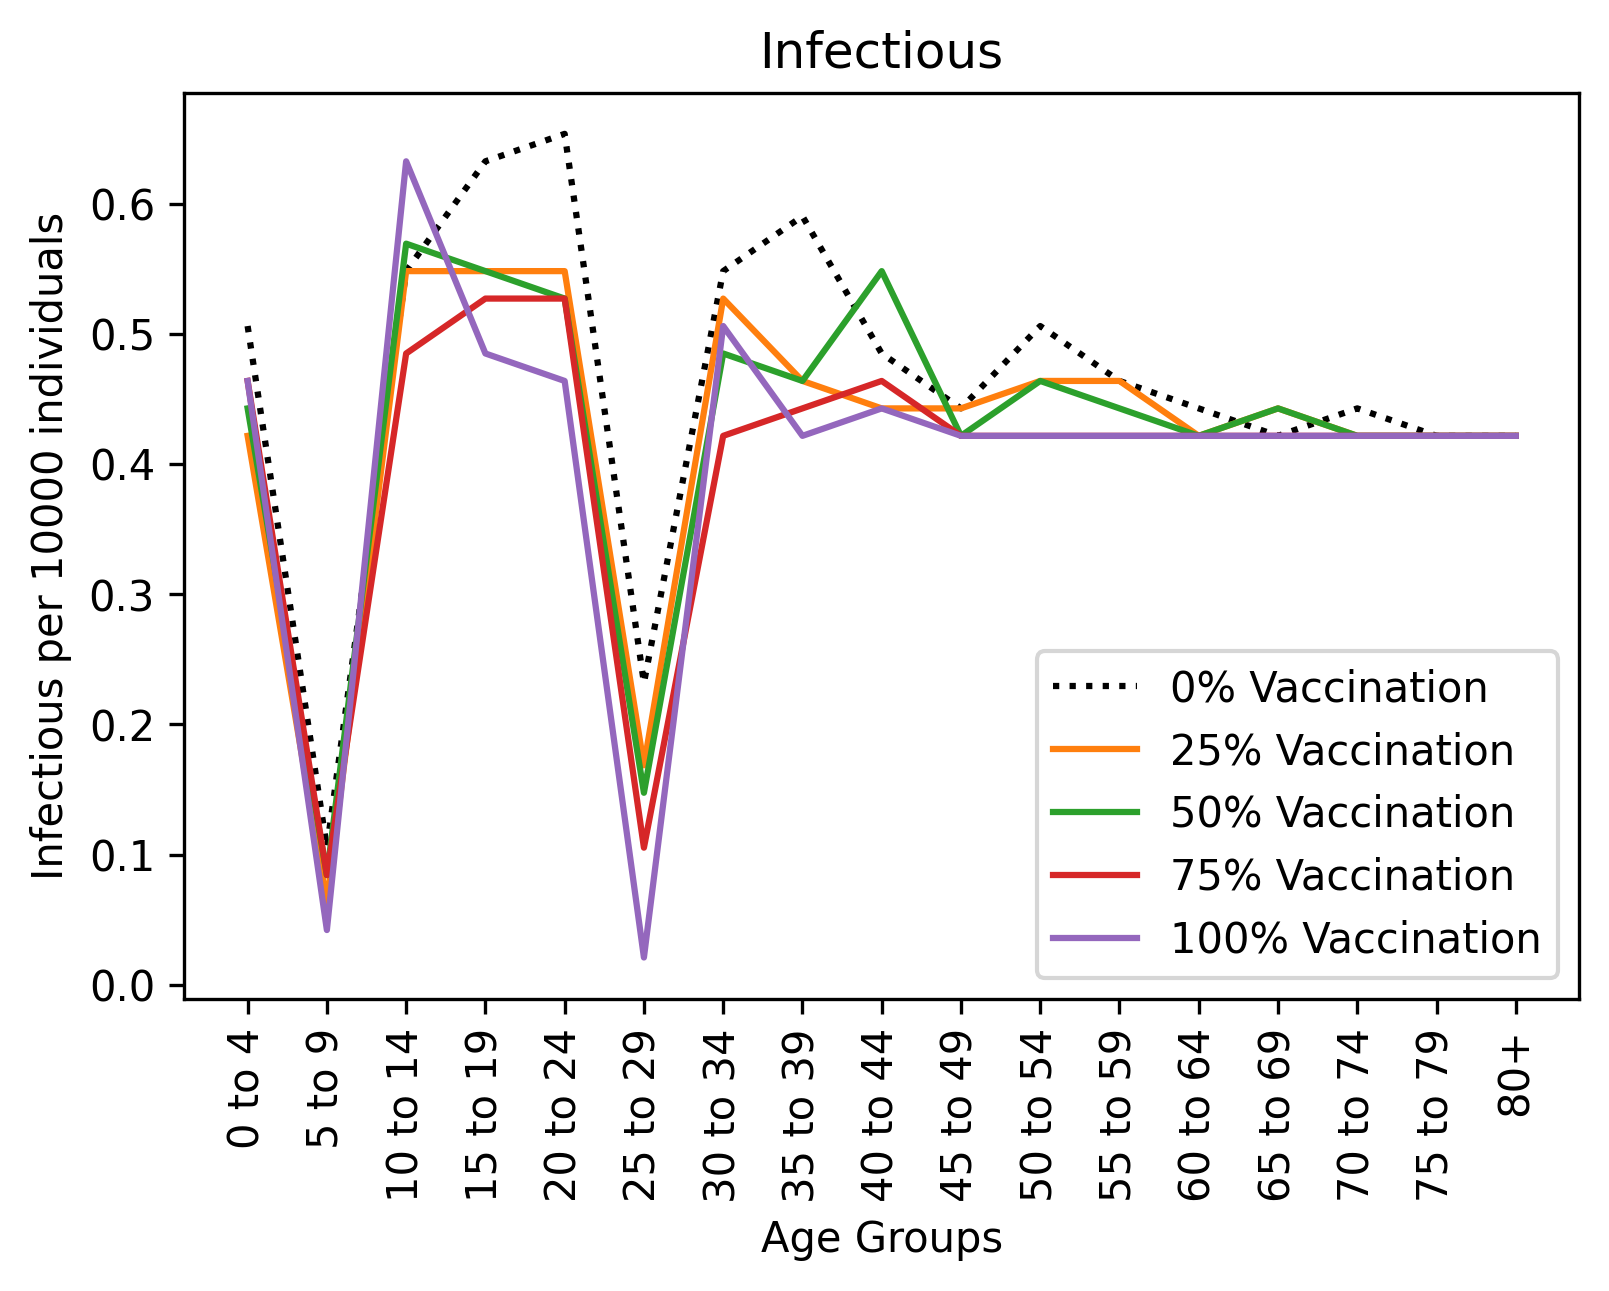 Infectious
Infectious per 10000 individuals
0.6
0.5
0.4
0.3
0.2
0.1
0.0
0% Vaccination
25% Vaccination
50% Vaccination
75% Vaccination
100% Vaccination
0 to 4
5 to 9
10 to 14
15 to 19
20 to 24
25 to 29
30 to 34
35 to 39
40 to 44
45 to 49
50 to 54
55 to 59
60 to 64
65 to 69
70 to 74
75 to 79
80+
Age Groups